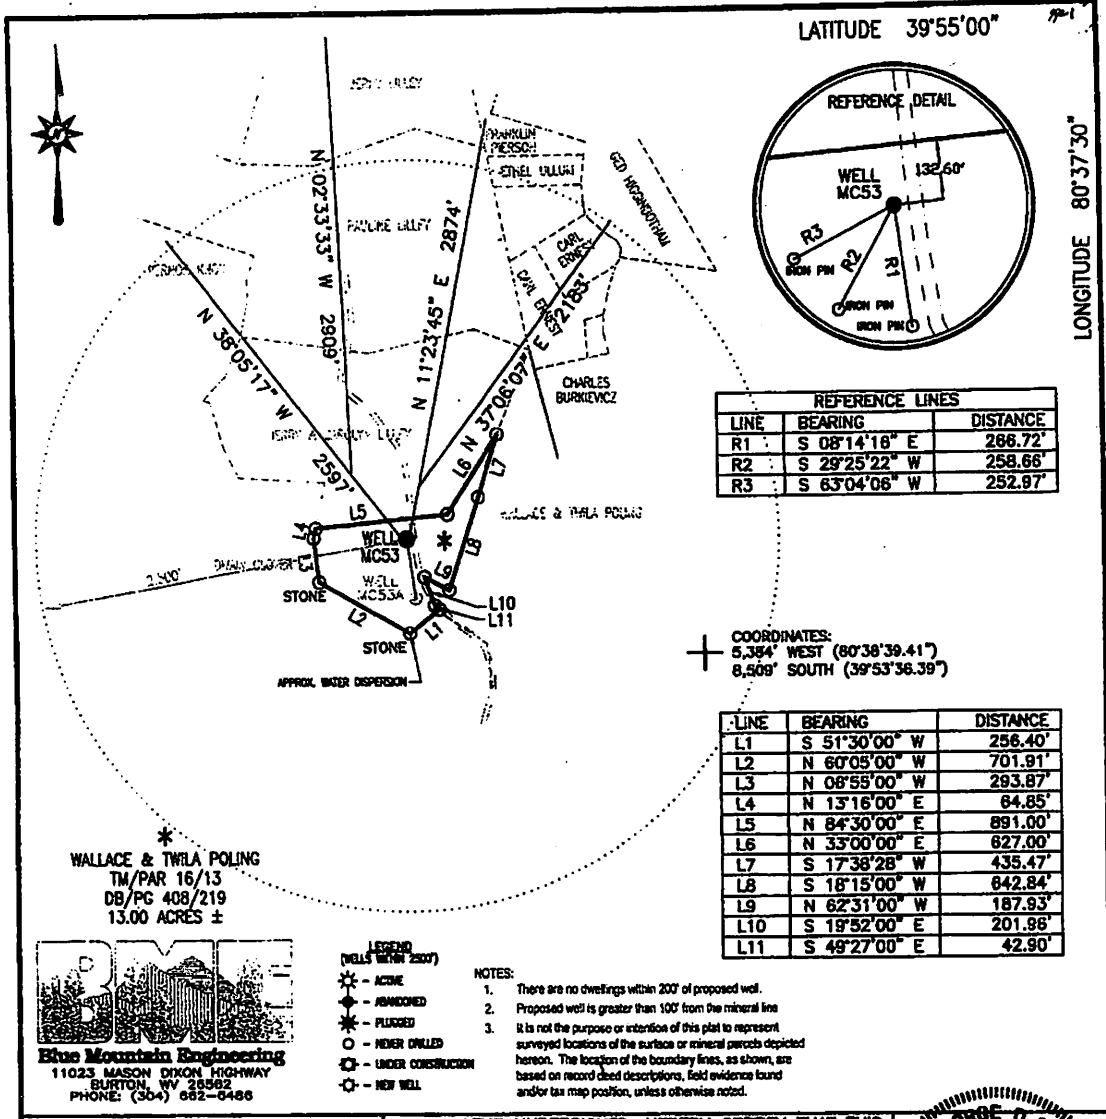 LATITUDE 39°55'00"
LONGITUDE 80°37'30"
REFERENCE DETAIL
WELL
MC53
132.60'
R3
R2
R1
IRON PIN
IRON PIN
IRON PIN
N
FRANKLIN
PIERSON
PAULINE LILLEY
GED HIGGINBOTHAM
CARL
ERNEST
CARL ERNEST
CHARLES
BURKIEVICZ
N 02°33'33" W 2909'
N 11°23'45" E 2874'
N 37°06'07" E 2183'
N 38°05'17" W
2597'
WALLACE & TWILA POLING
L6
L7
L5
L4
L3
L8
L9
WELL
MC53
*
WELL
MC53A
STONE
L2
L10
L11
L1
STONE
APPROX. WATER DISPERSION
REFERENCE LINES
LINE BEARING DISTANCE
R1 S 08°14'16" E 266.72'
R2 S 29°25'22" W 258.66'
R3 S 63°04'06" W 252.97'
COORDINATES:
5,384' WEST (80°38'39.41")
8,509' SOUTH (39°53'36.39")
LINE BEARING DISTANCE
L1 S 51°30'00" W 256.40'
L2 N 60°05'00" W 701.91'
L3 N 08°55'00" W 293.87'
L4 N 13°16'00" E 64.85'
L5 N 84°30'00" E 891.00'
L6 N 33°00'00" E 627.00'
L7 S 17°38'28" W 435.47'
L8 S 18°15'00" W 642.84'
L9 N 62°31'00" W 187.93'
L10 S 19°52'00" E 201.96'
L11 S 49°27'00" E 42.90'
*
WALLACE & TWILA POLING
TM/PAR 16/13
DB/PG 408/219
13.00 ACRES ±
BME
Blue Mountain Engineering
11023 MASON DIXON HIGHWAY
BURTON, WV 26562
PHONE: (304) 662-6486
LEGEND
(WELLS WITHIN 2500')
- ACTIVE
- ABANDONED
- PLUGGED
- NEVER DRILLED
- UNDER CONSTRUCTION
- NEW WELL
NOTES:
1. There are no dwellings within 200' of proposed well.
2. Proposed well is greater than 100' from the mineral line
3. It is not the purpose or intention of this plat to represent
surveyed locations of the surface or mineral parcels depicted
hereon. The location of the boundary lines, as shown, are
based on record deed descriptions, field evidence found
and/or tax map position, unless otherwise noted.